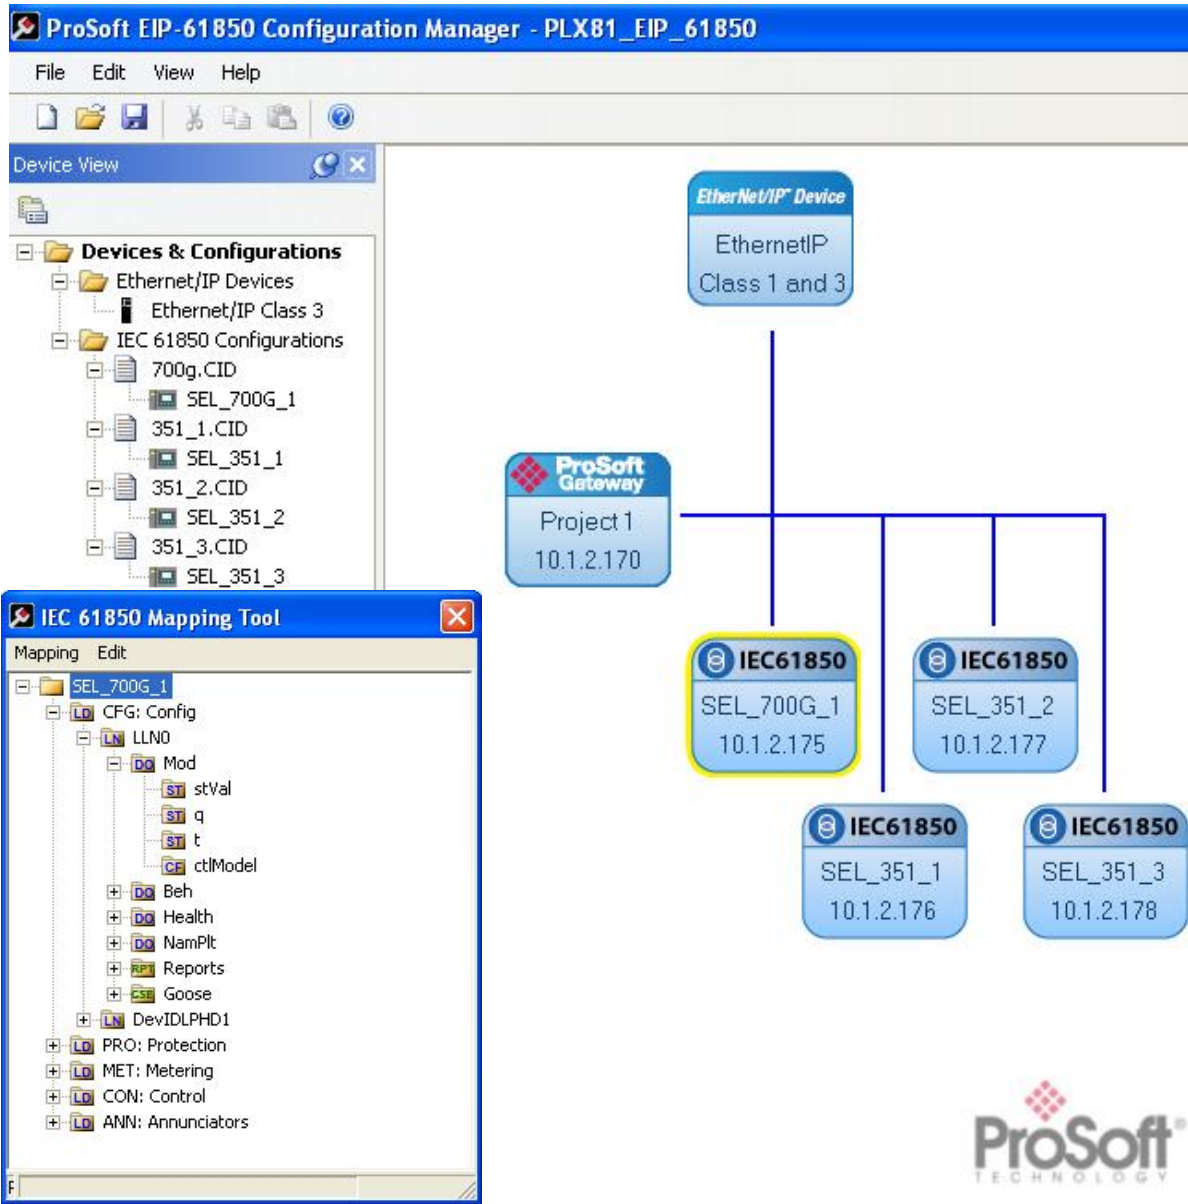 ProSoft EIP-61850 Configuration Manager - PLX81_EIP_61850
File Edit View Help
Device View
Devices & Configurations
Ethernet/IP Devices
Ethernet/IP Class 3
IEC 61850 Configurations
700g.CID
SEL_700G_1
351_1.CID
SEL_351_1
351_2.CID
SEL_351_2
351_3.CID
SEL_351_3
EtherNet/IP™ Device
EthernetIP
Class 1 and 3
ProSoft
Gateway
Project 1
10.1.2.170
IEC61850
SEL_700G_1
10.1.2.175
IEC61850
SEL_351_2
10.1.2.177
IEC61850
SEL_351_1
10.1.2.176
IEC61850
SEL_351_3
10.1.2.178
IEC 61850 Mapping Tool
Mapping Edit
SEL_700G_1
LD CFG: Config
LN LLN0
DO Mod
ST stVal
ST q
ST t
CF ctlModel
DO Beh
DO Health
DO NamPlt
RPT Reports
GSE Goose
LN DevIDLPHD1
LD PRO: Protection
LD MET: Metering
LD CON: Control
LD ANN: Annunciators
ProSoft®
TECHNOLOGY